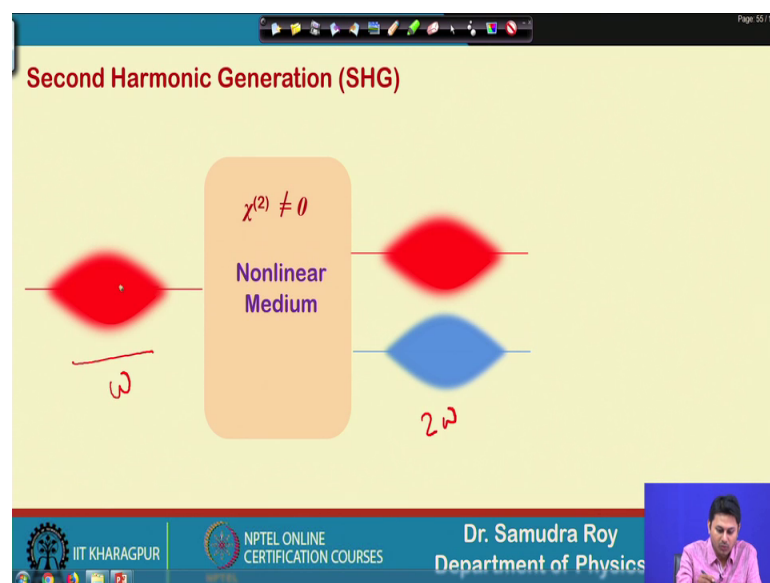 Page: 55 / 1
Second Harmonic Generation (SHG)
χ(2) ≠ 0
Nonlinear
Medium
ω
2ω
IIT KHARAGPUR
NPTEL ONLINE
CERTIFICATION COURSES
Dr. Samudra Roy
Department of Physics